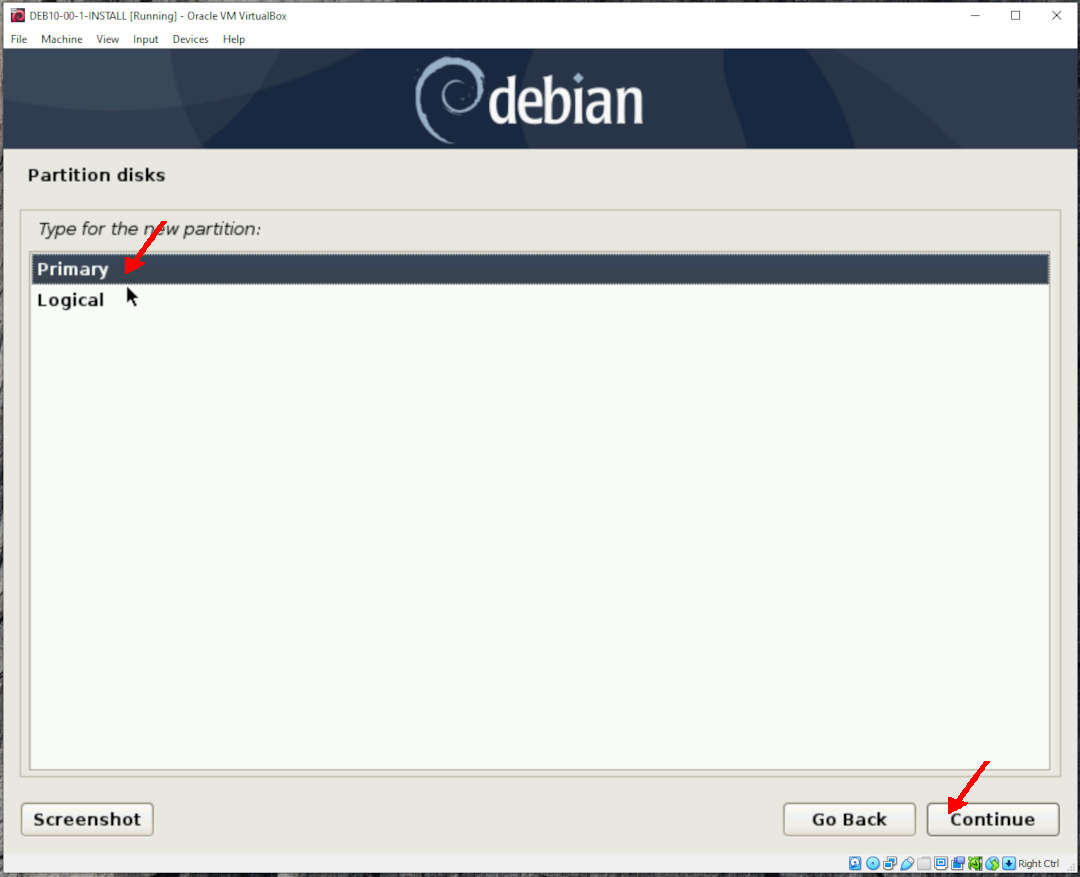 DEB10-00-1-INSTALL [Running] - Oracle VM VirtualBox
File Machine View Input Devices Help
debian
Partition disks
Type for the new partition:
Primary
Logical
Screenshot Go Back Continue
Right Ctrl